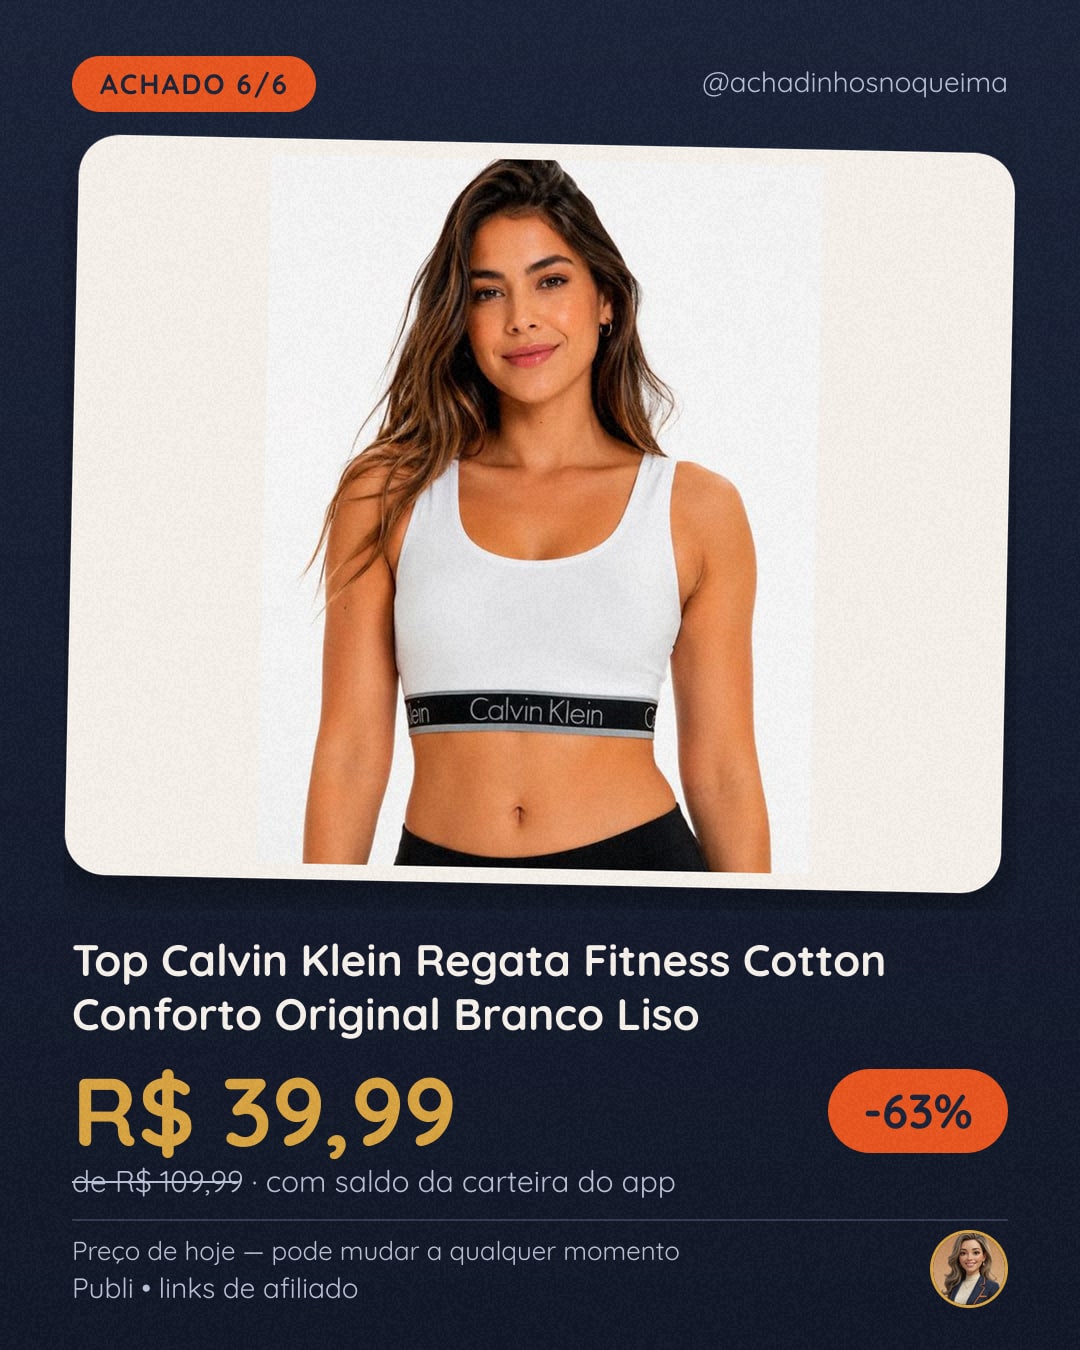 ACHADO 6/6
@achadinhosnoqueima
lein Calvin Klein C
Top Calvin Klein Regata Fitness Cotton
Conforto Original Branco Liso
R$ 39,99
-63%
de R$ 109,99 · com saldo da carteira do app
Preço de hoje — pode mudar a qualquer momento
Publi • links de afiliado